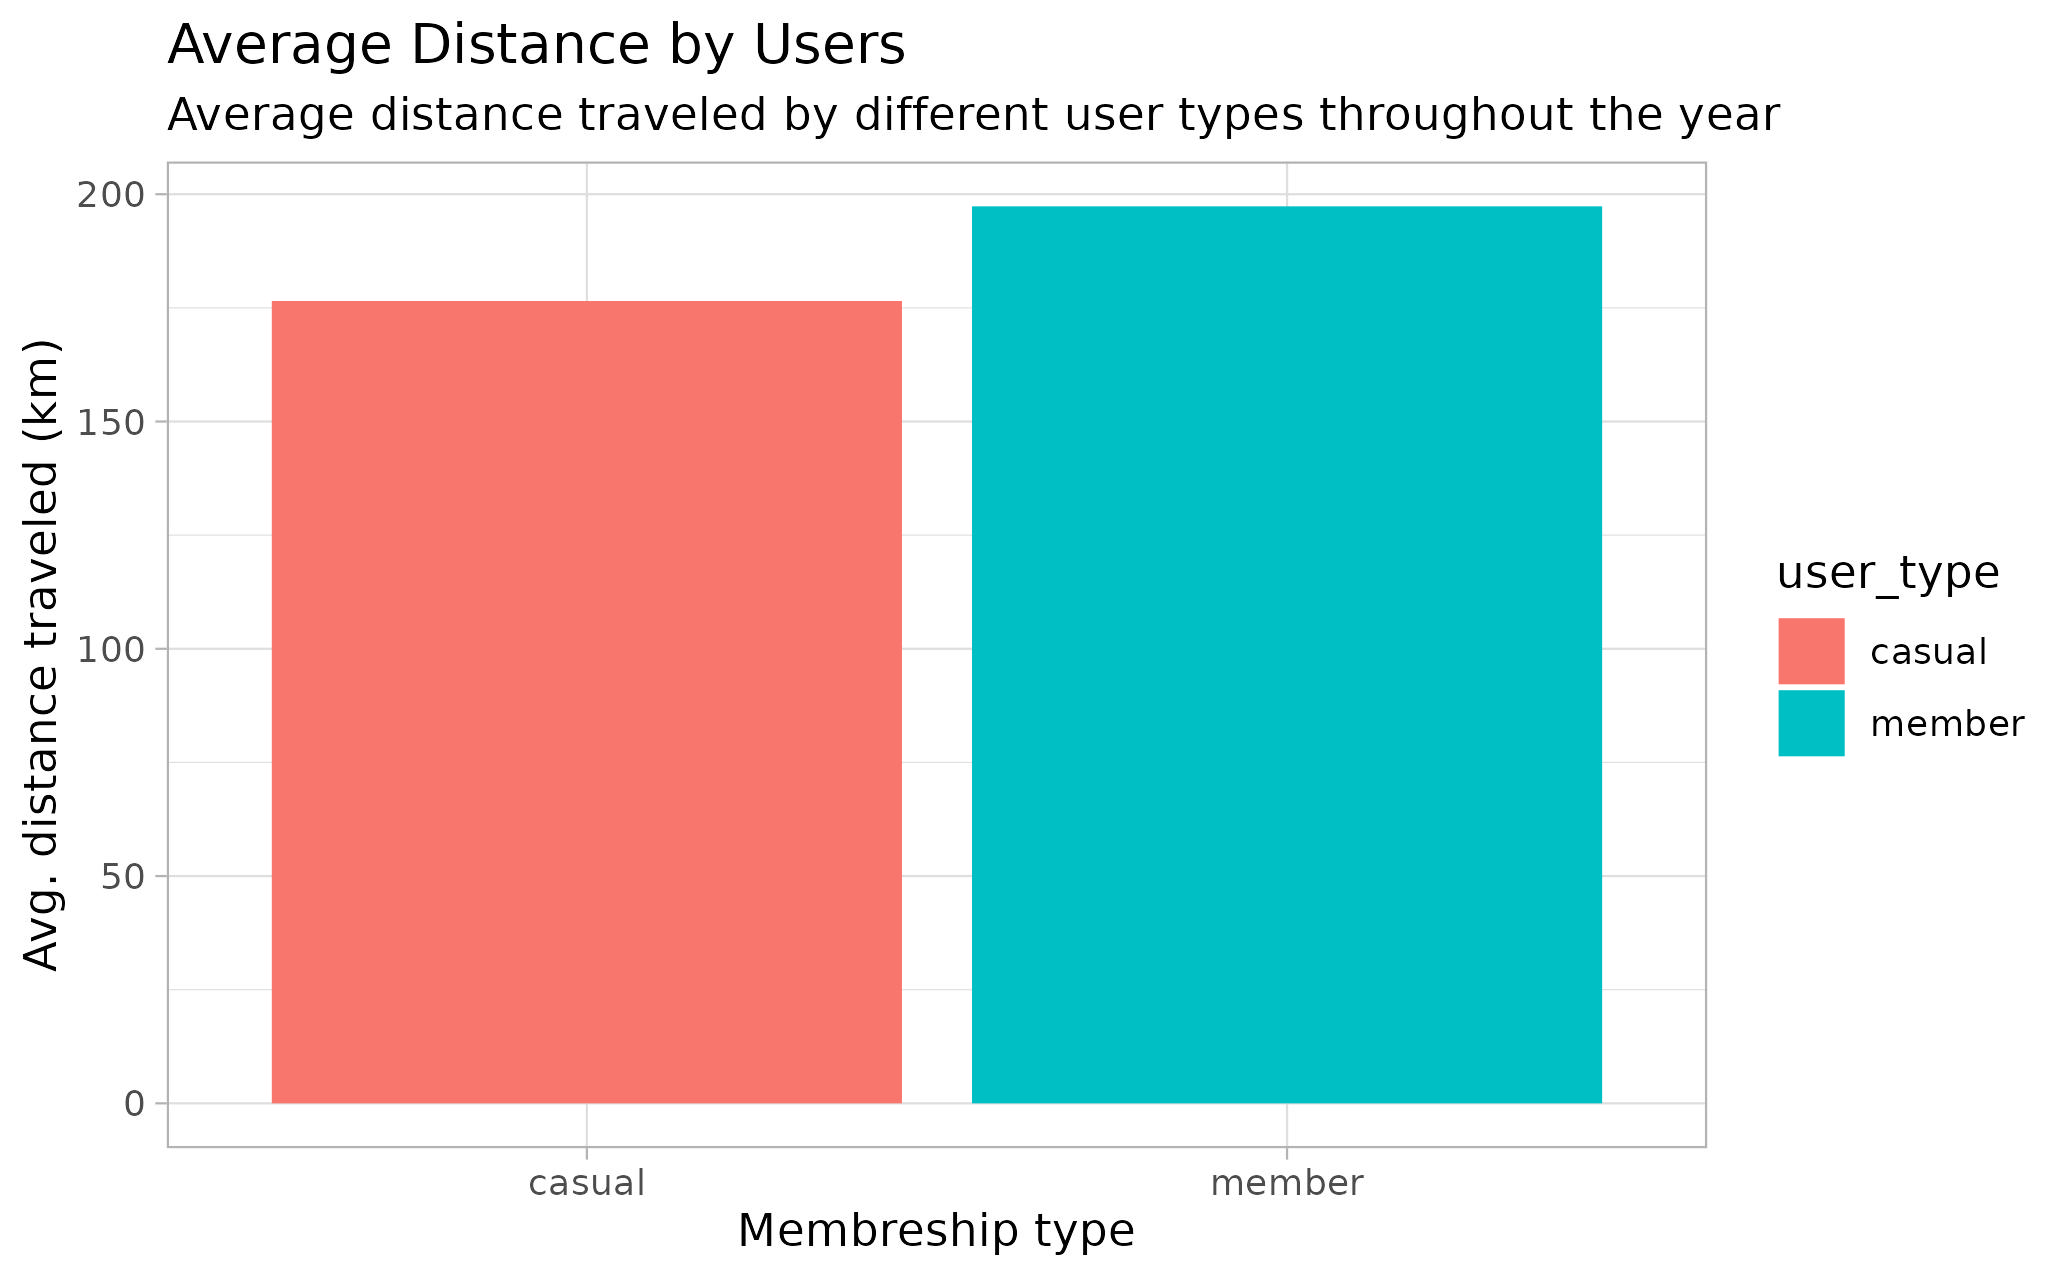 Average Distance by Users
Average distance traveled by different user types throughout the year
Avg. distance traveled (km)
200
150
100
50
0
casual
member
Membreship type
user_type
casual
member